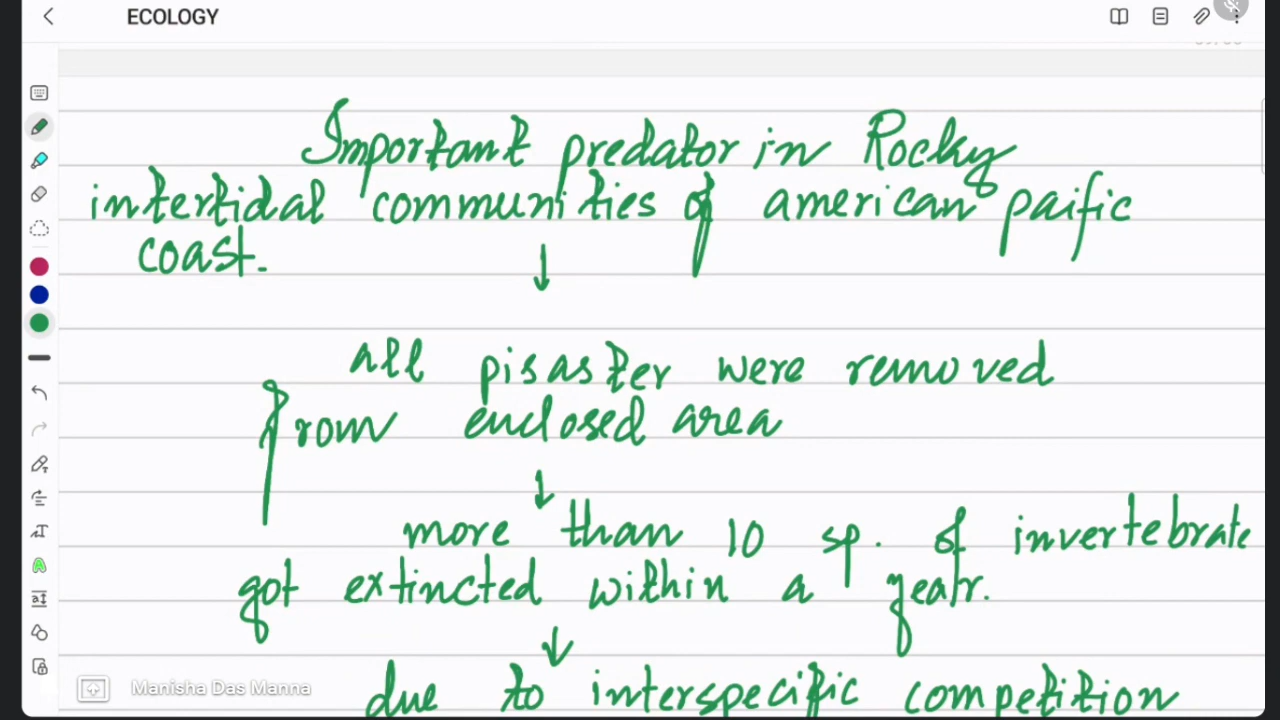 ECOLOGY
Important predator in Rocky
intertidal communities of american paific
coast.
↓
all pisaster were removed
from enclosed area
↓
more than 10 sp. of invertebrate
got extincted within a yeatr.
↓
Manisha Das Manna
due to interspecific competition